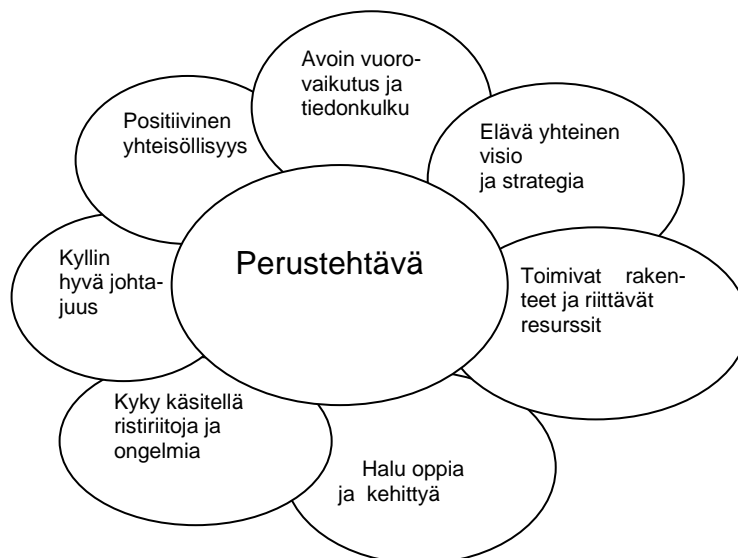 Avoin vuoro-
vaikutus ja
tiedonkulku
Positiivinen
yhteisöllisyys
Elävä yhteinen
visio
ja strategia
Kyllin
hyvä johta-
juus
Perustehtävä
Toimivat raken-
teet ja riittävät
resurssit
Kyky käsitellä
ristiriitoja ja
ongelmia
Halu oppia
ja kehittyä